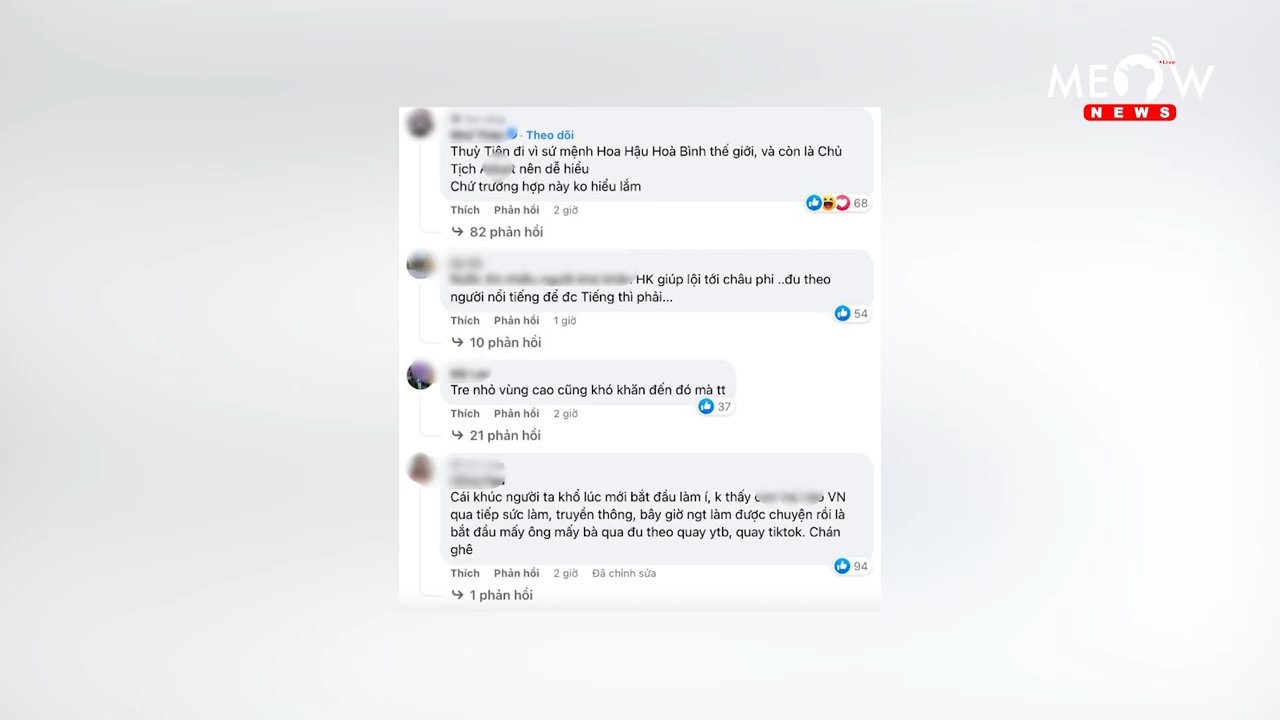 MEOW
Live
NEWS
Theo dõi
Thuỳ Tiên đi vì sứ mệnh Hoa Hậu Hoà Bình thế giới, và còn là Chủ
Tịch nên dễ hiểu
Chứ trường hợp này ko hiểu lắm
Thích Phản hồi 2 giờ
68
82 phản hồi
HK giúp lội tới châu phi ..đu theo
người nổi tiếng để đc Tiếng thì phải...
Thích Phản hồi 1 giờ
54
10 phản hồi
Tre nhỏ vùng cao cũng khó khăn đến đó mà tt
37
Thích Phản hồi 2 giờ
21 phản hồi
Cái khúc người ta khổ lúc mới bắt đầu làm í, k thấy VN
qua tiếp sức làm, truyền thông, bây giờ ngt làm được chuyện rồi là
bắt đầu mấy ông mấy bà qua đu theo quay ytb, quay tiktok. Chán
ghê
Thích Phản hồi 2 giờ Đã chỉnh sửa
94
1 phản hồi